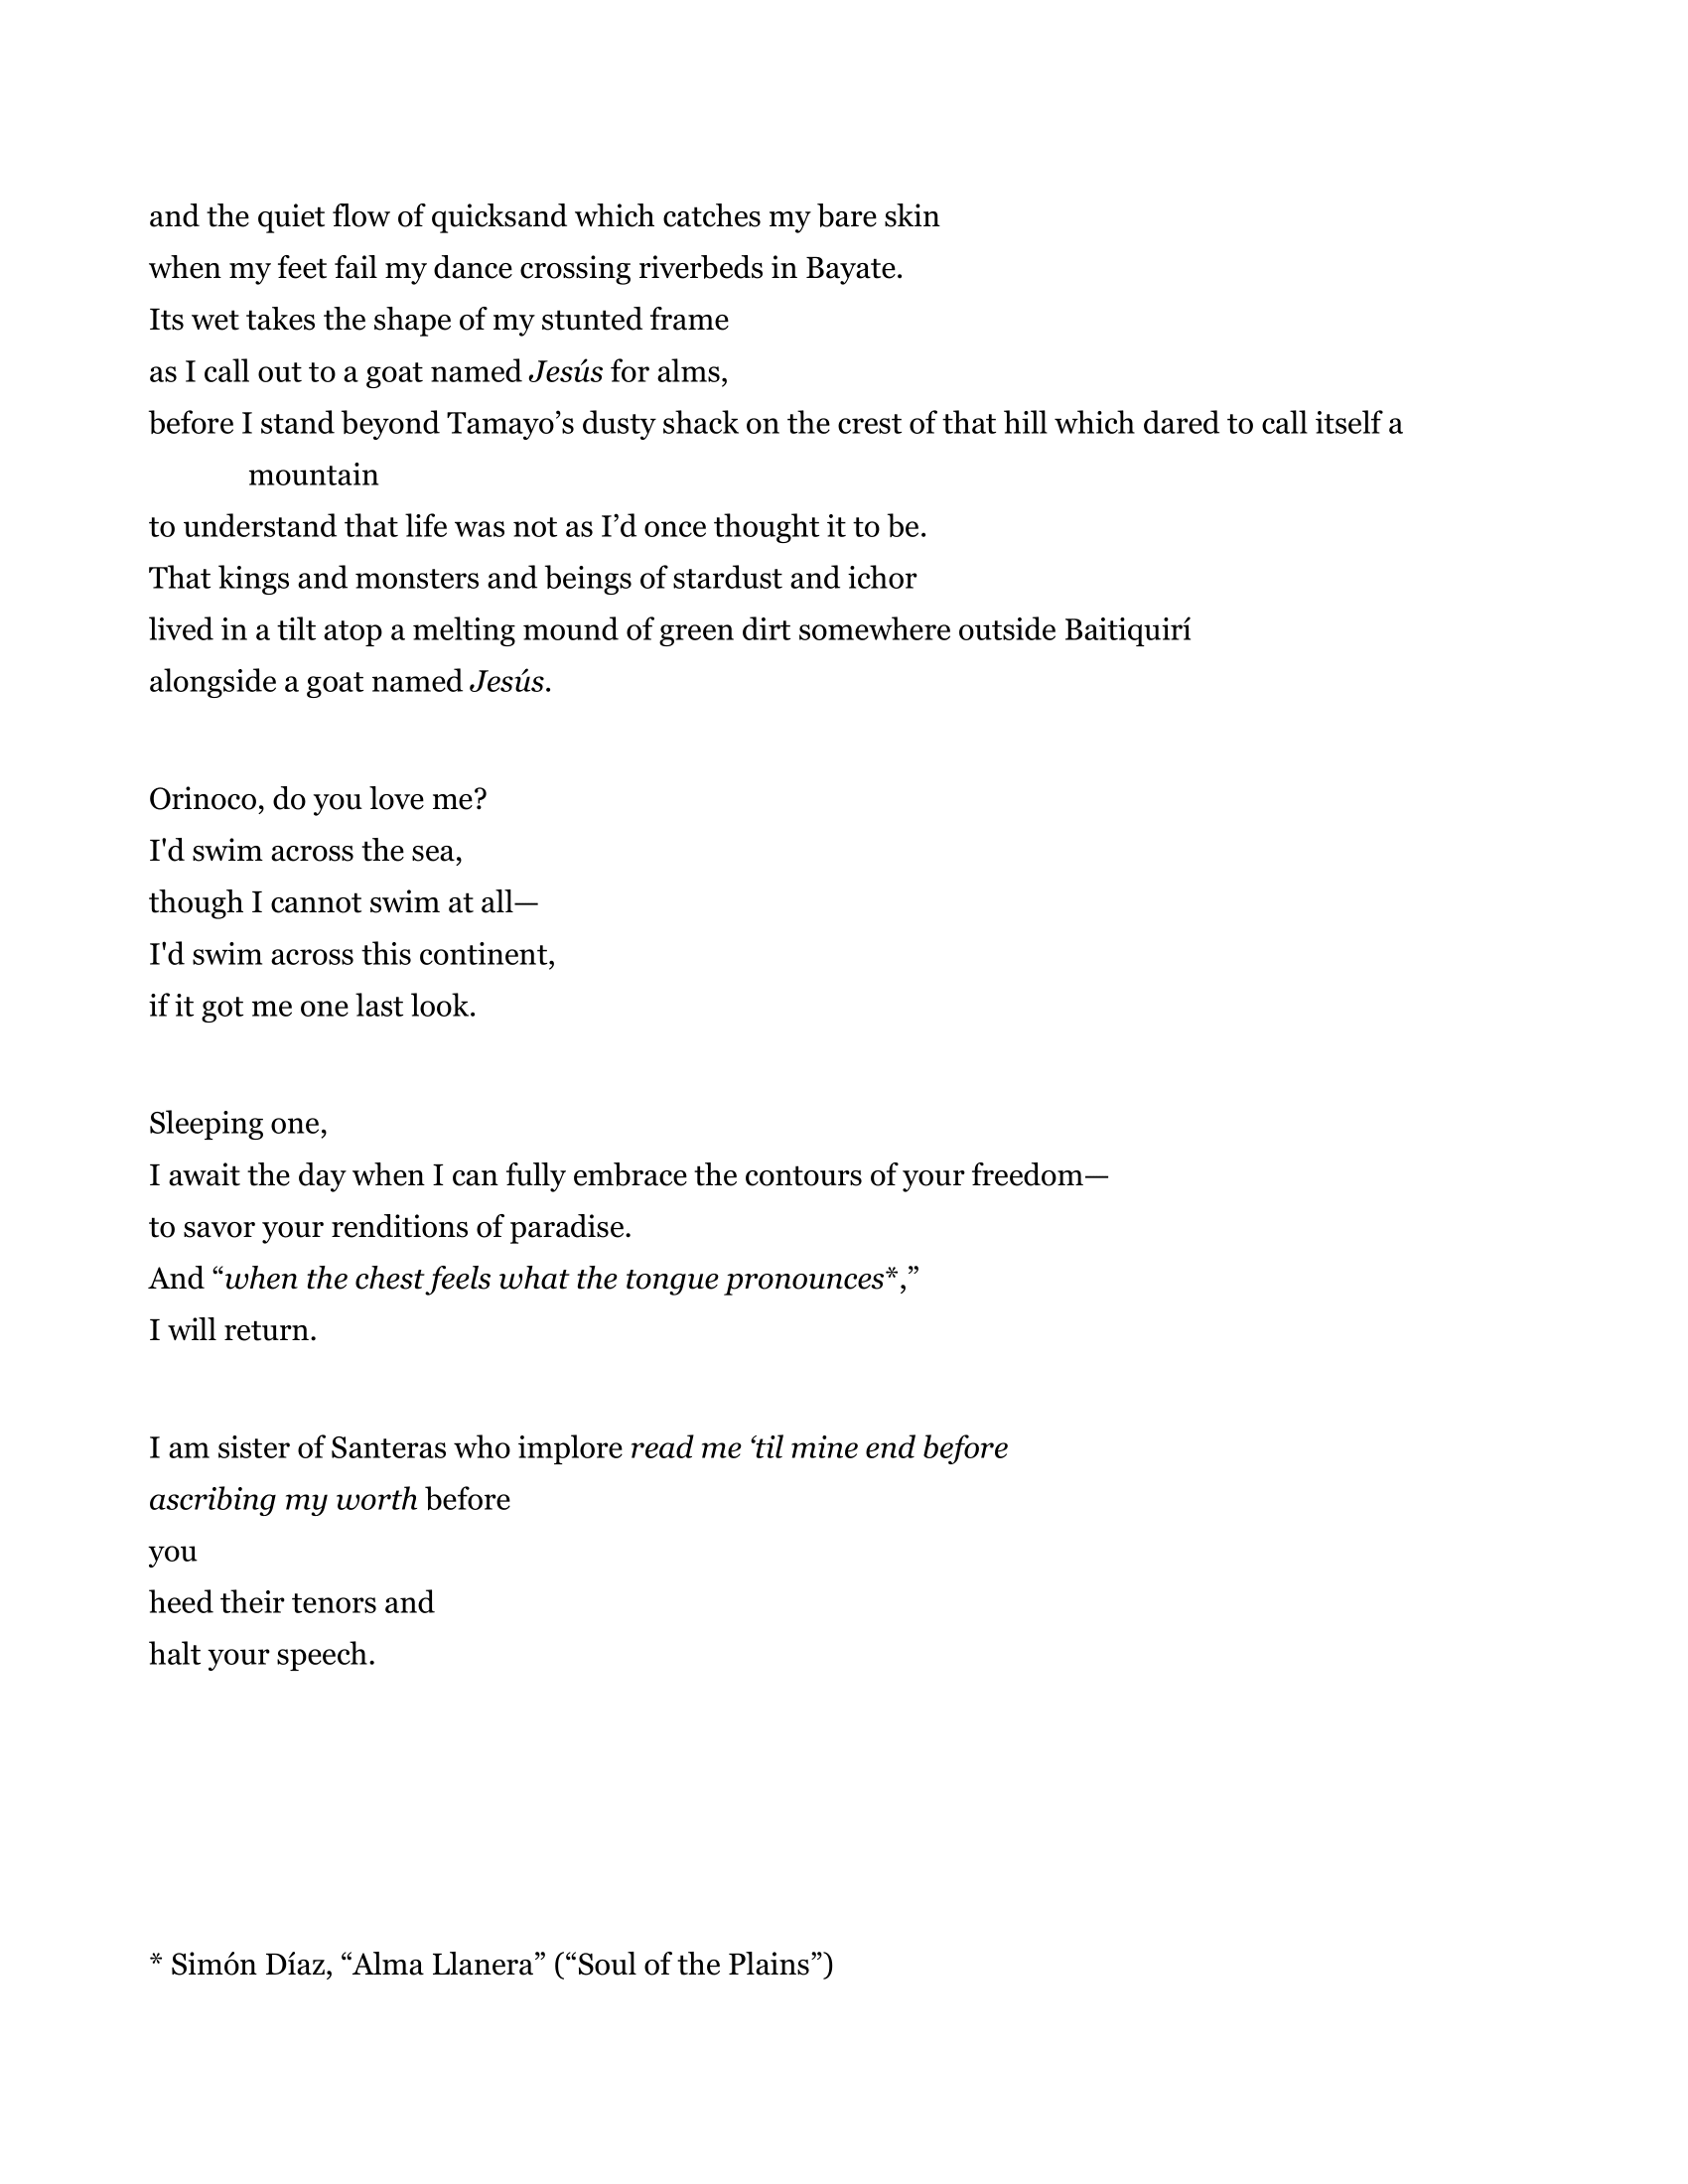 and the quiet flow of quicksand which catches my bare skin
when my feet fail my dance crossing riverbeds in Bayate.
Its wet takes the shape of my stunted frame
as I call out to a goat named Jesús for alms,
before I stand beyond Tamayo’s dusty shack on the crest of that hill which dared to call itself a
mountain
to understand that life was not as I’d once thought it to be.
That kings and monsters and beings of stardust and ichor
lived in a tilt atop a melting mound of green dirt somewhere outside Baitiquirí
alongside a goat named Jesús.

Orinoco, do you love me?
I'd swim across the sea,
though I cannot swim at all—
I'd swim across this continent,
if it got me one last look.

Sleeping one,
I await the day when I can fully embrace the contours of your freedom—
to savor your renditions of paradise.
And “when the chest feels what the tongue pronounces*,”
I will return.

I am sister of Santeras who implore read me ‘til mine end before
ascribing my worth before
you
heed their tenors and
halt your speech.

* Simón Díaz, “Alma Llanera” (“Soul of the Plains”)